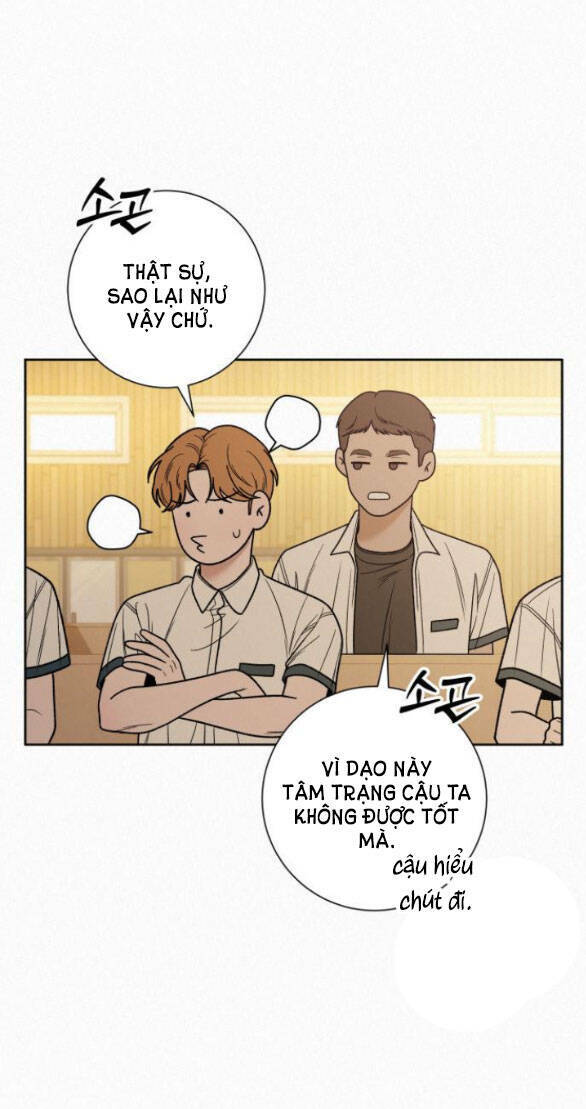 소곤
THẬT SỰ,
SAO LẠI NHƯ
VẬY CHỨ.
소곤
VÌ DẠO NÀY
TÂM TRẠNG CẬU TA
KHÔNG ĐƯỢC TỐT
MÀ.
cậu hiểu
chút đi.